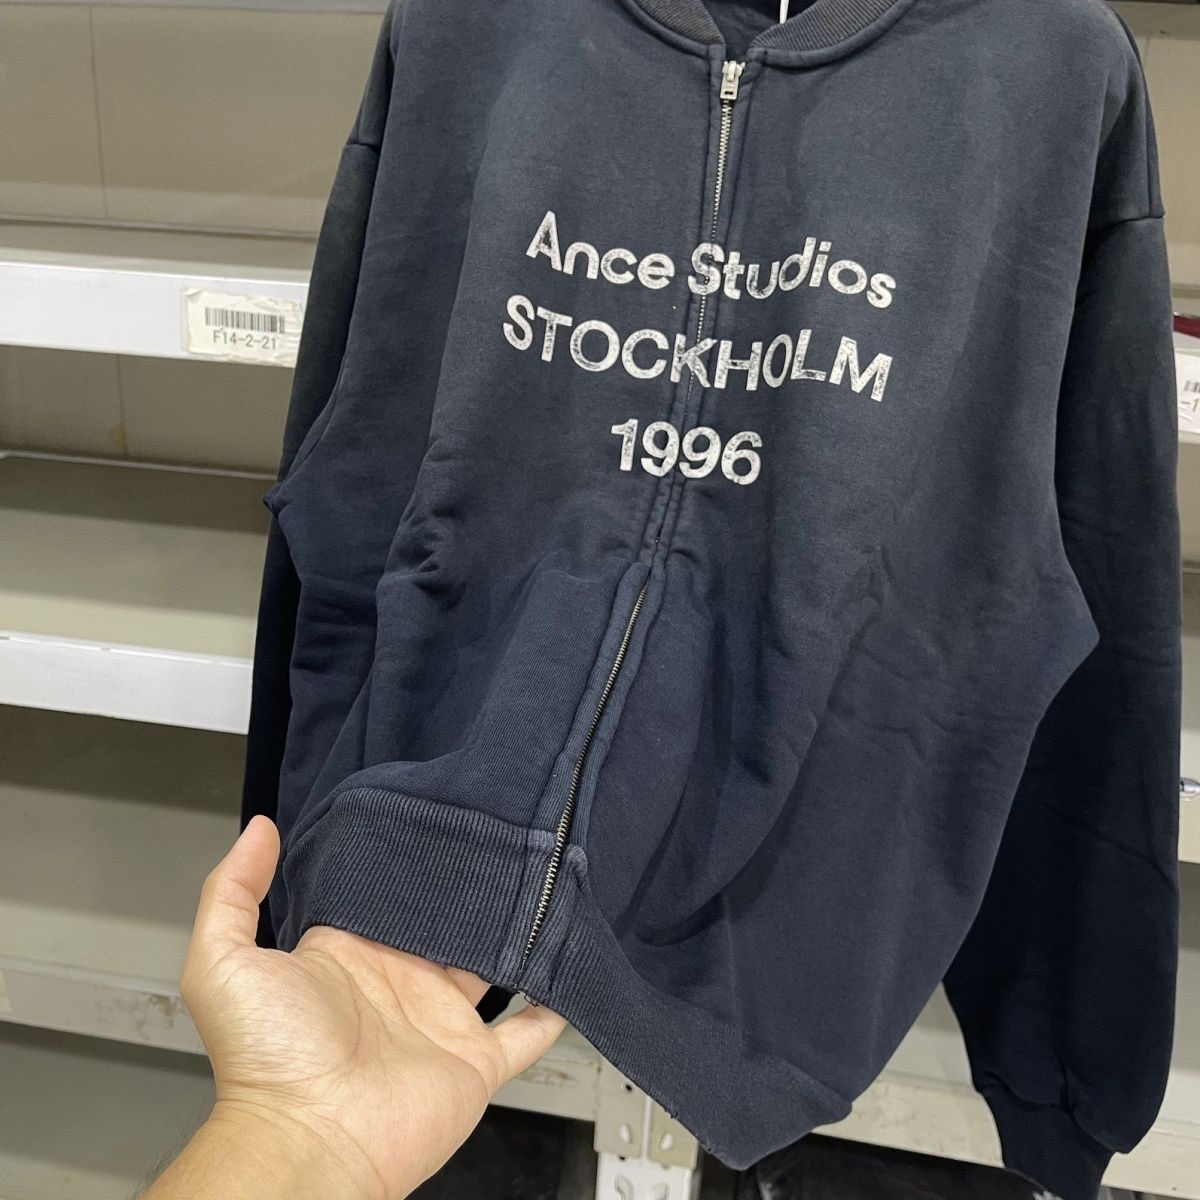 Ance Studios
STOCKHOLM
1996
F14-2-21